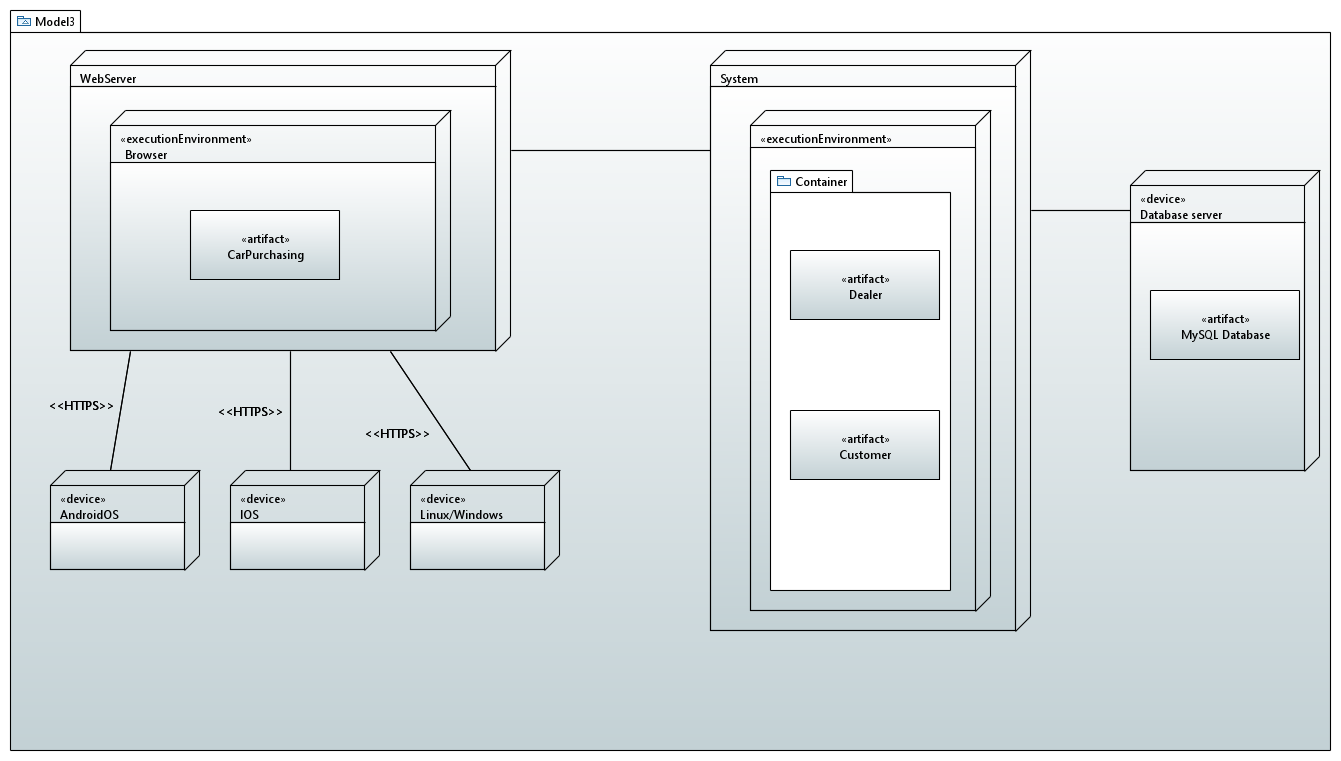 Model3
WebServer
«executionEnvironment»
Browser
«artifact»
CarPurchasing
System
«executionEnvironment»
Container
«artifact»
Dealer
«artifact»
Customer
«device»
Database server
«artifact»
MySQL Database
<<HTTPS>>
<<HTTPS>>
<<HTTPS>>
«device»
AndroidOS
«device»
IOS
«device»
Linux/Windows